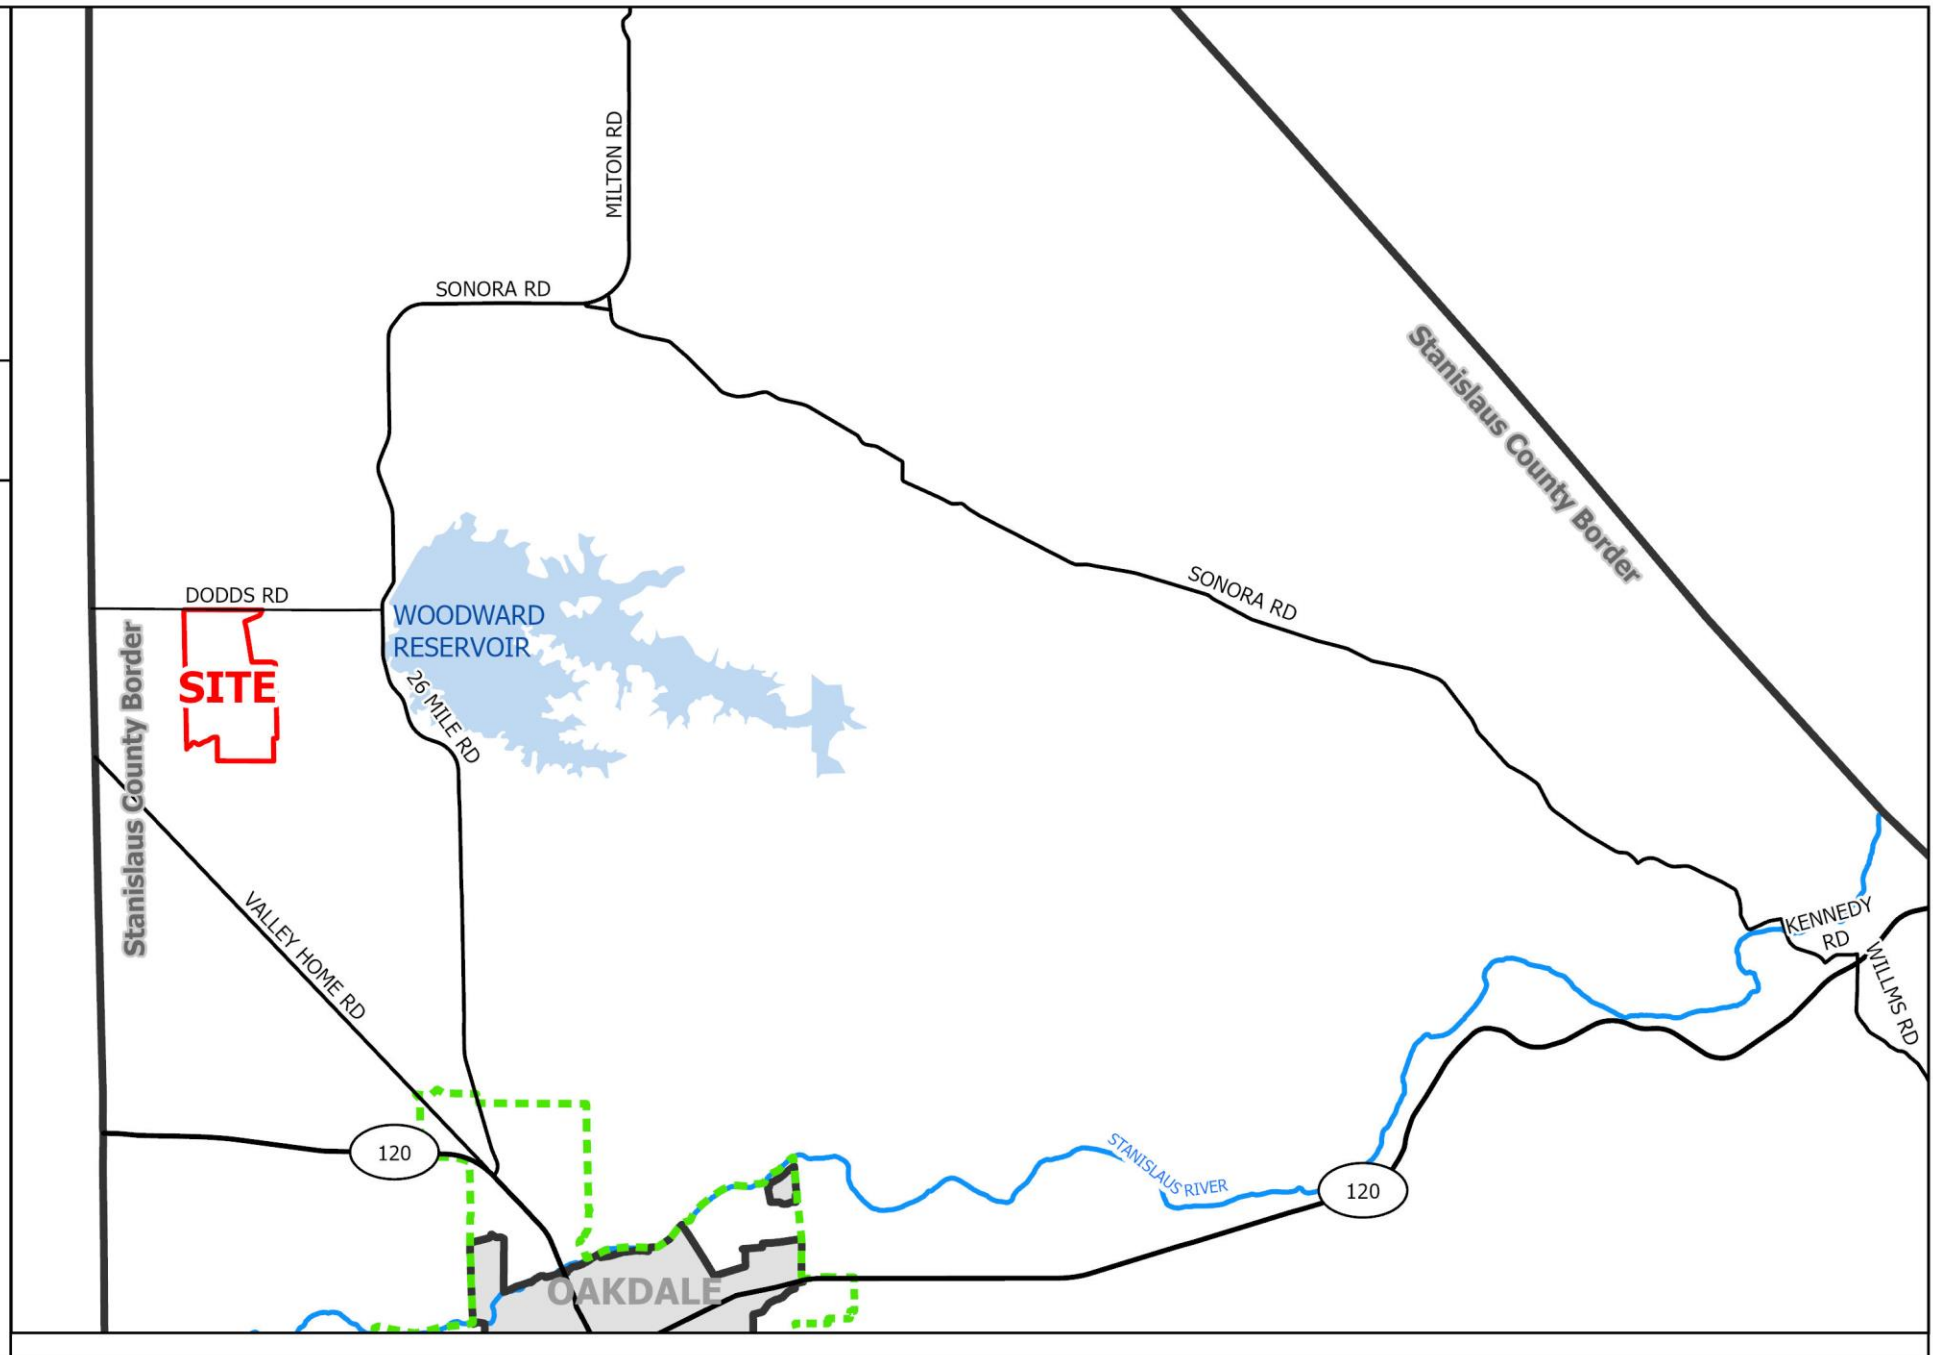 MILTON RD
SONORA RD
Stanislaus County Border
SONORA RD
DODDS RD
WOODWARD
RESERVOIR
SITE
26 MILE RD
Stanislaus County Border
VALLEY HOME RD
KENNEDY
RD
WILLMS RD
120
STANISLAUS RIVER
120
OAKDALE